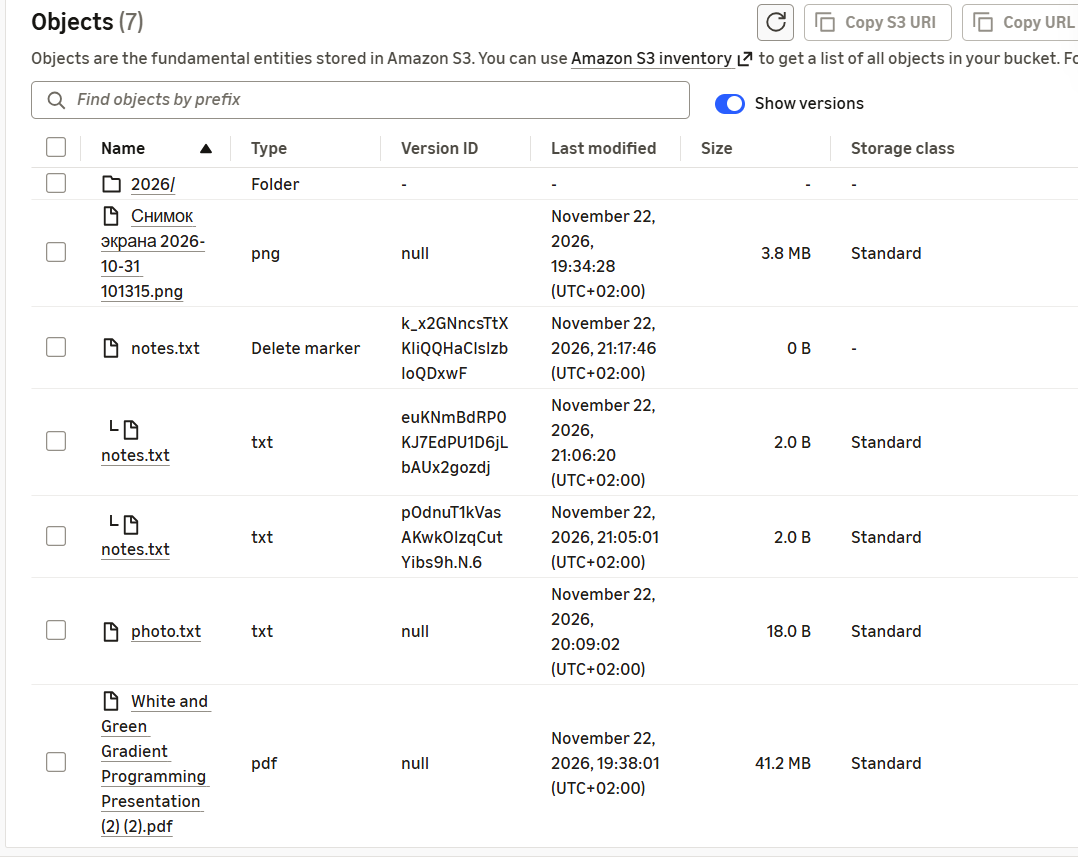 Objects (7)
Copy S3 URI
Copy URL
Objects are the fundamental entities stored in Amazon S3. You can use Amazon S3 inventory to get a list of all objects in your bucket.
Find objects by prefix
Show versions
Name Type Version ID Last modified Size Storage class
2026/ Folder - - - -
Снимок
экрана 2026-
10-31
101315.png
png
null
November 22,
2026,
19:34:28
(UTC+02:00)
3.8 MB
Standard
notes.txt
Delete marker
k_x2GNncsTtX
KliQQHaClsIzb
loQDxwF
November 22,
2026, 21:17:46
(UTC+02:00)
0 B
-
notes.txt
txt
euKNmBdRP0
KJ7EdPU1D6jL
bAUx2gozdj
November 22,
2026,
21:06:20
(UTC+02:00)
2.0 B
Standard
notes.txt
txt
pOdnuT1kVas
AKwkOIzqCut
Yibs9h.N.6
November 22,
2026, 21:05:01
(UTC+02:00)
2.0 B
Standard
photo.txt
txt
null
November 22,
2026,
20:09:02
(UTC+02:00)
18.0 B
Standard
White and
Green
Gradient
Programming
Presentation
(2) (2).pdf
pdf
null
November 22,
2026, 19:38:01
(UTC+02:00)
41.2 MB
Standard